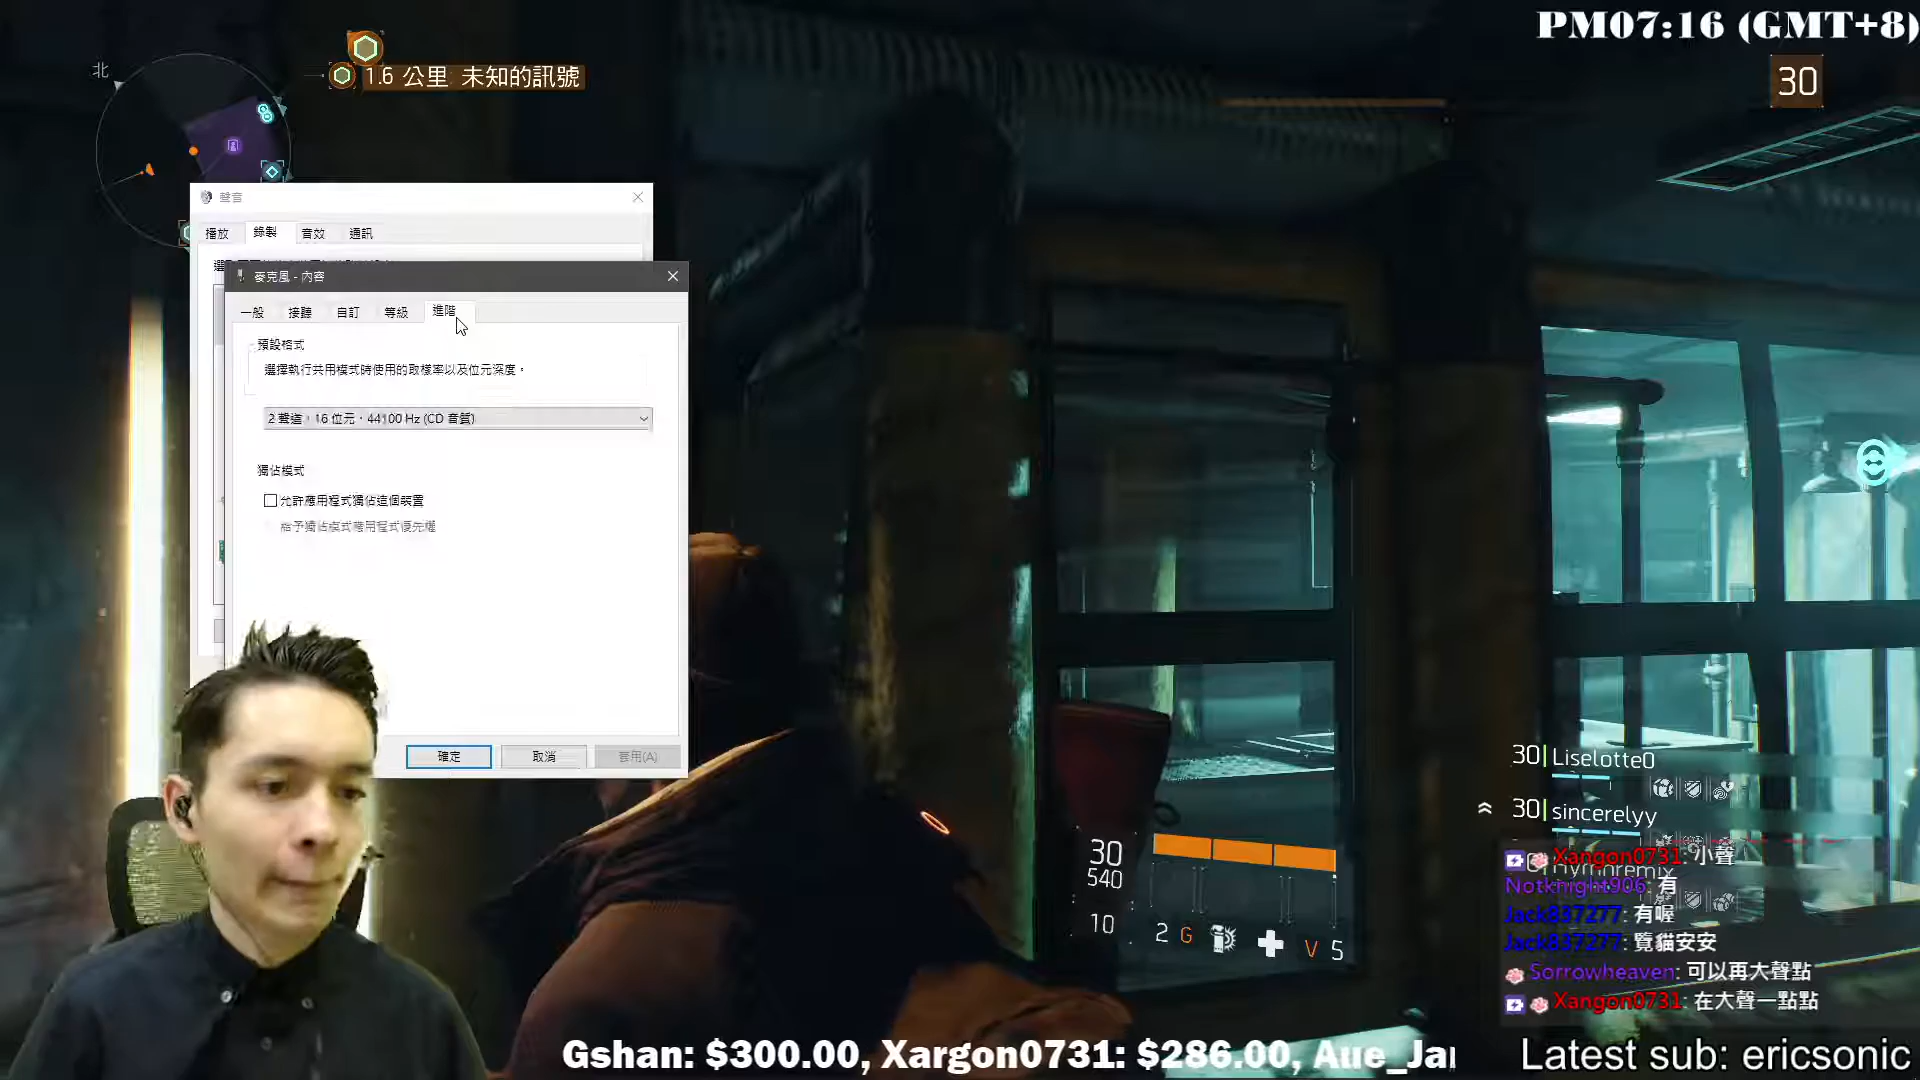 PM07:16 (GMT+8)
北
1.6 公里 未知的訊號
30
聲音
播放 錄製 音效 通訊
麥克風 - 內容
一般 接聽 自訂 等級 進階
預設格式
選擇執行共用模式時使用的取樣率以及位元深度。
2 聲道，16 位元，44100 Hz (CD 音質)
獨佔模式
允許應用程式獨佔這個裝置
給予獨佔模式應用程式優先權
確定 取消 套用(A)
30
540
10
2 G V 5
30 Liselotte0
30 sincerelyy
Xangon0731: 小聲
Notknight906: 有
Jack837277: 有喔
Jack837277: 覽貓安安
Sorrowheaven: 可以再大聲點
Xangon0731: 在大聲一點點
Gshan: $300.00, Xargon0731: $286.00, Aue_Jar
Latest sub: ericsonic